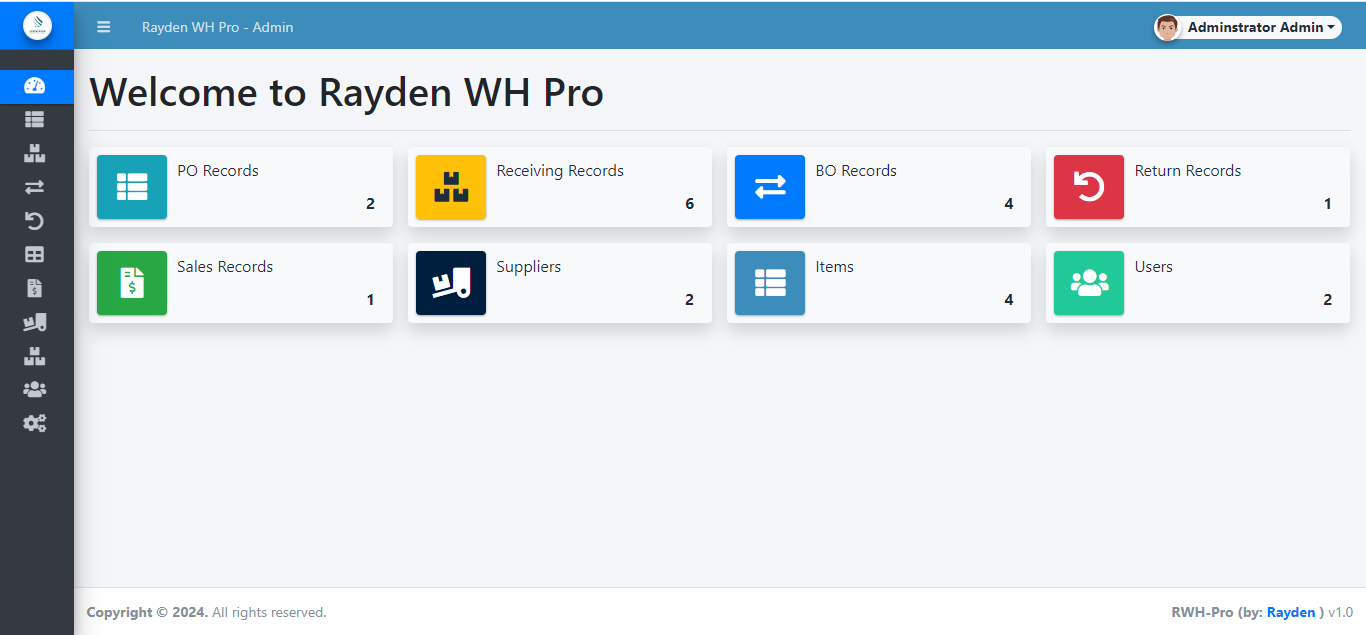 Rayden WH Pro - Admin
Adminstrator Admin
Welcome to Rayden WH Pro
PO Records
2
Receiving Records
6
BO Records
4
Return Records
1
Sales Records
1
Suppliers
2
Items
4
Users
2
Copyright © 2024. All rights reserved.
RWH-Pro (by: Rayden ) v1.0